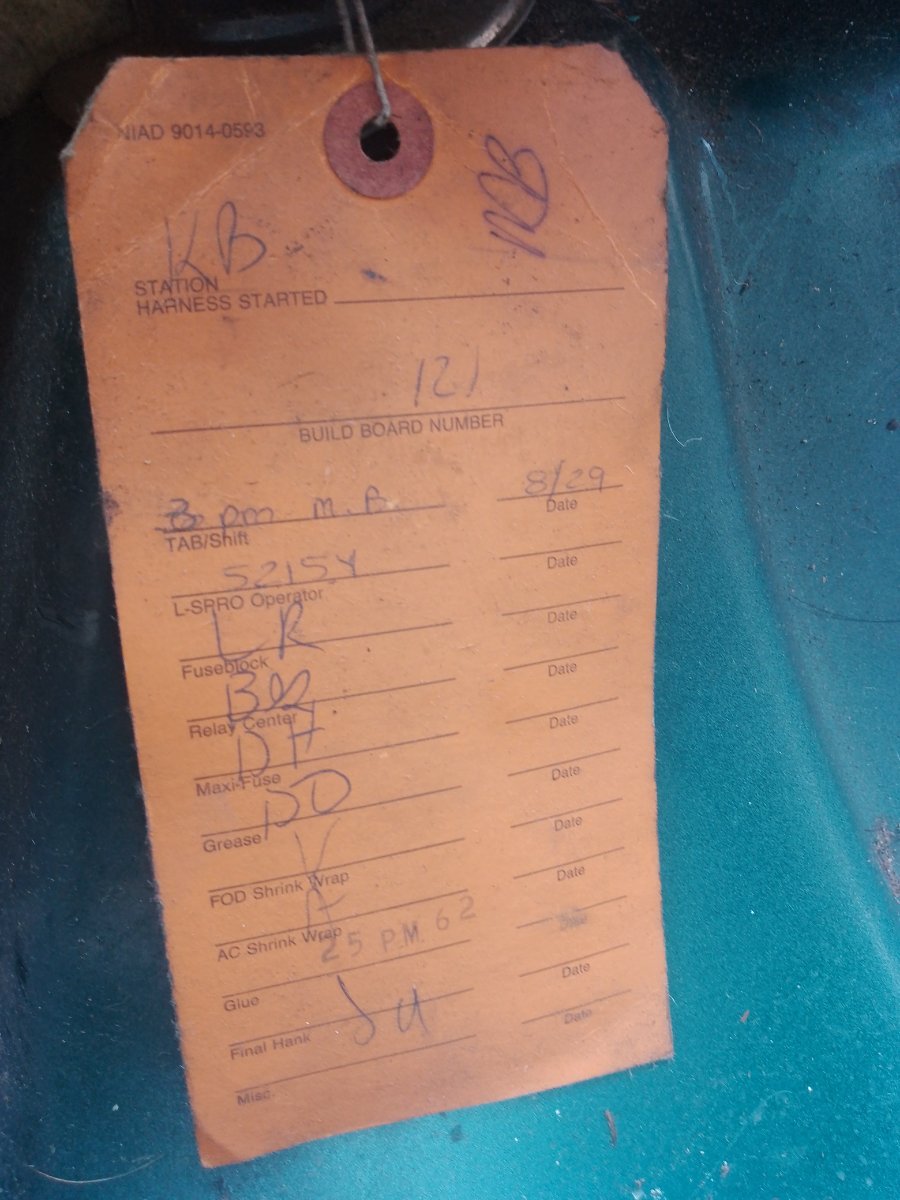 NIAD 9014-0593
KB
KB
STATION
HARNESS STARTED
121
BUILD BOARD NUMBER
3 pm M.B. 8/29
TAB/Shift Date
5215Y
L-SPRO Operator Date
LR
Fuseblock Date
Relay Center Date
DH
Maxi-Fuse Date
DD
Grease Date
FOD Shrink Wrap Date
AC Shrink Wrap Date
25 PM 62
Glue Date
Final Hank Date
Misc. Date